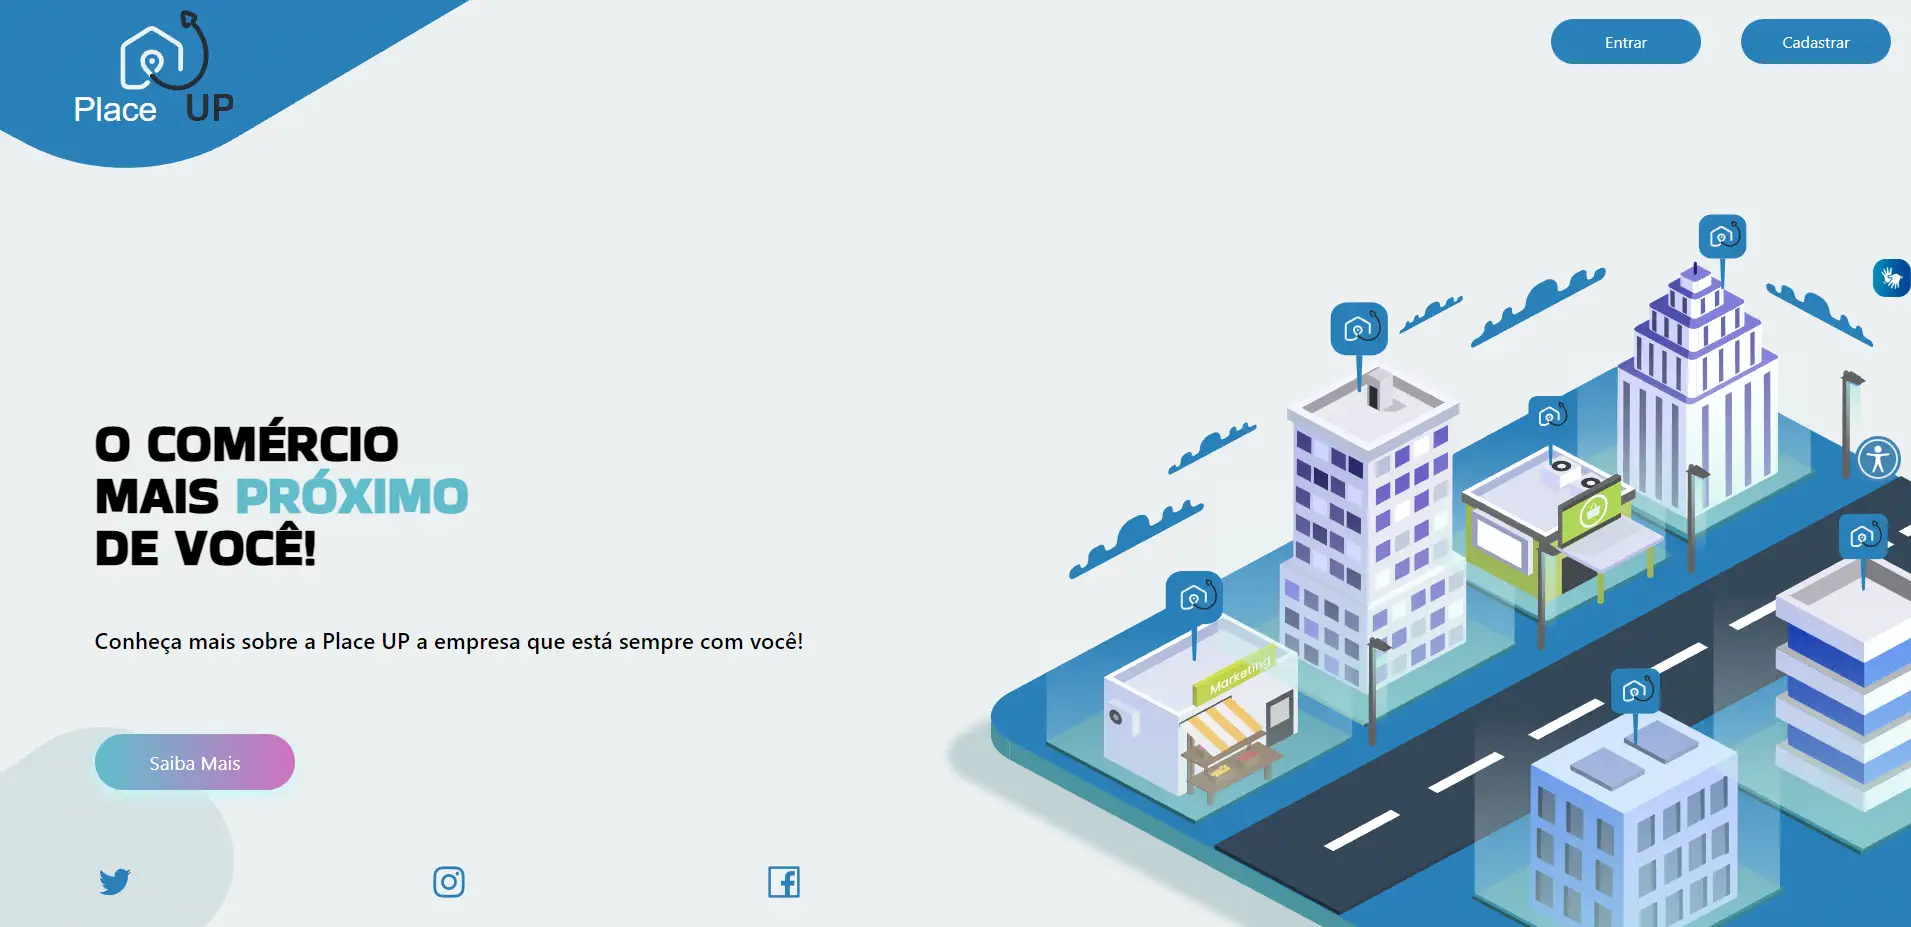 Place UP
Entrar
Cadastrar
O COMÉRCIO
MAIS PRÓXIMO
DE VOCÊ!
Conheça mais sobre a Place UP a empresa que está sempre com você!
Saiba Mais
Marketing